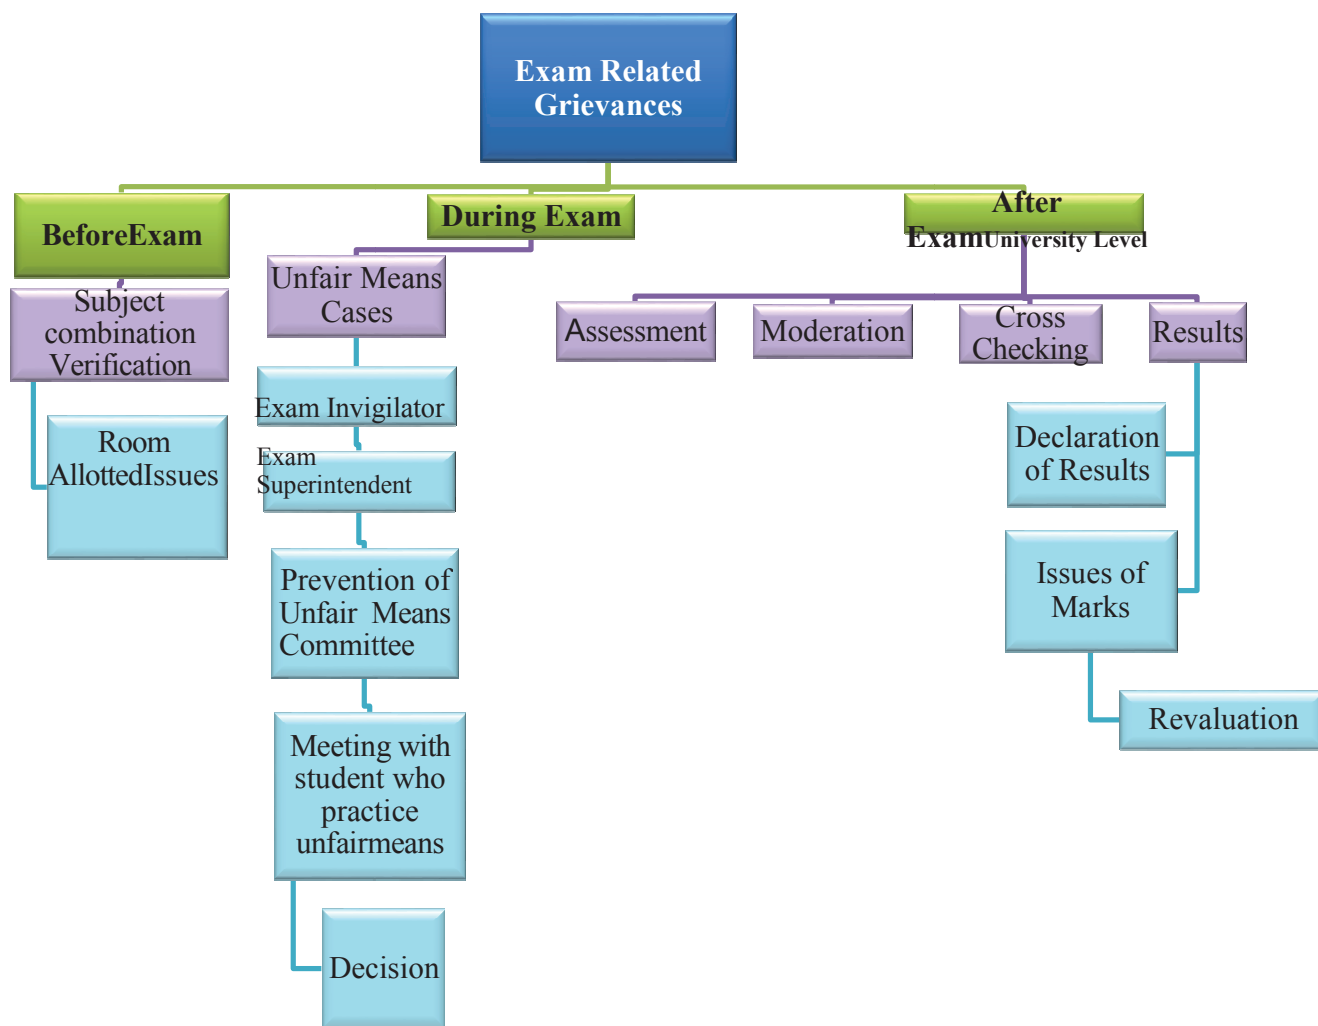 Exam Related
Grievances
BeforeExam
During Exam
After
ExamUniversity Level
Subject
combination
Verification
Room
AllottedIssues
Unfair Means
Cases
Exam Invigilator
Exam
Superintendent
Prevention of
Unfair Means
Committee
Meeting with
student who
practice
unfairmeans
Decision
Assessment
Moderation
Cross
Checking
Results
Declaration
of Results
Issues of
Marks
Revaluation